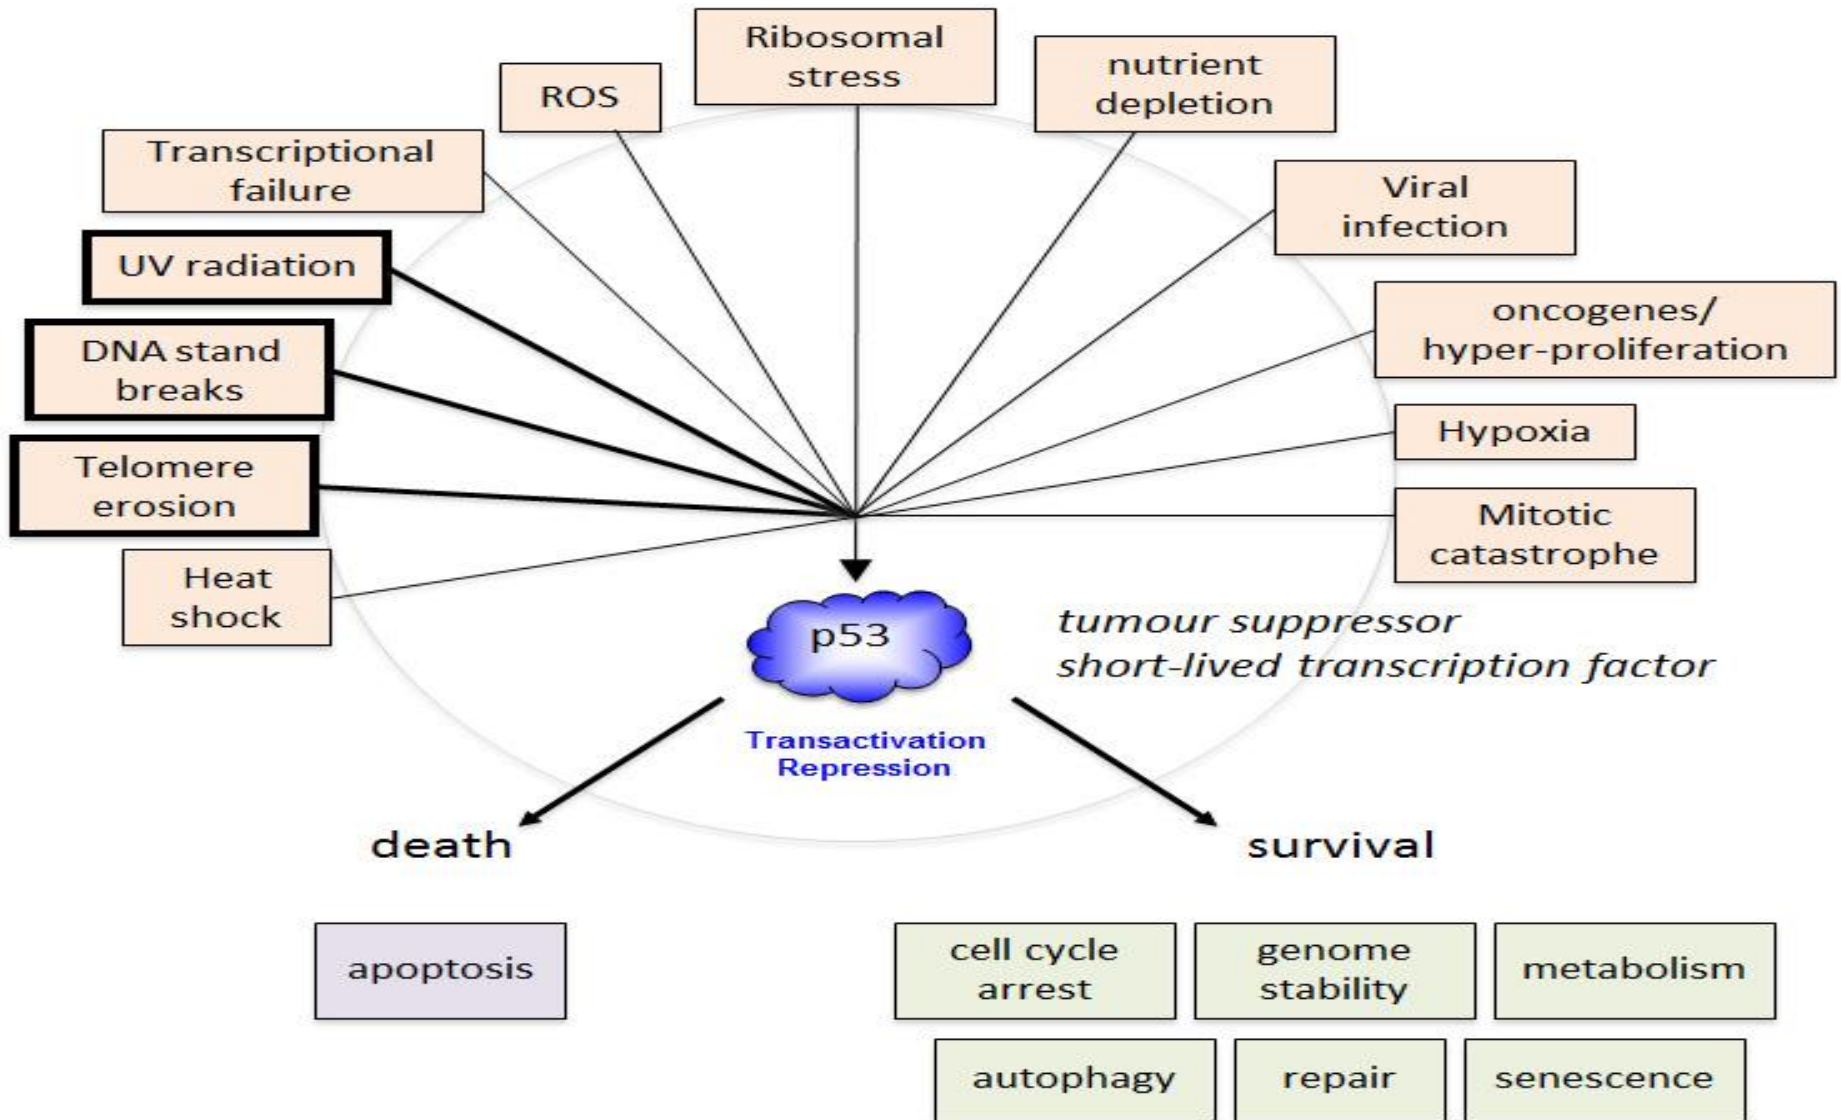 Ribosomal
stress
nutrient
depletion
ROS
Transcriptional
failure
Viral
infection
UV radiation
oncogenes/
hyper-proliferation
DNA stand
breaks
Hypoxia
Telomere
erosion
Mitotic
catastrophe
Heat
shock
p53
tumour suppressor
short-lived transcription factor
Transactivation
Repression
death
survival
apoptosis
cell cycle
arrest
genome
stability
metabolism
autophagy
repair
senescence